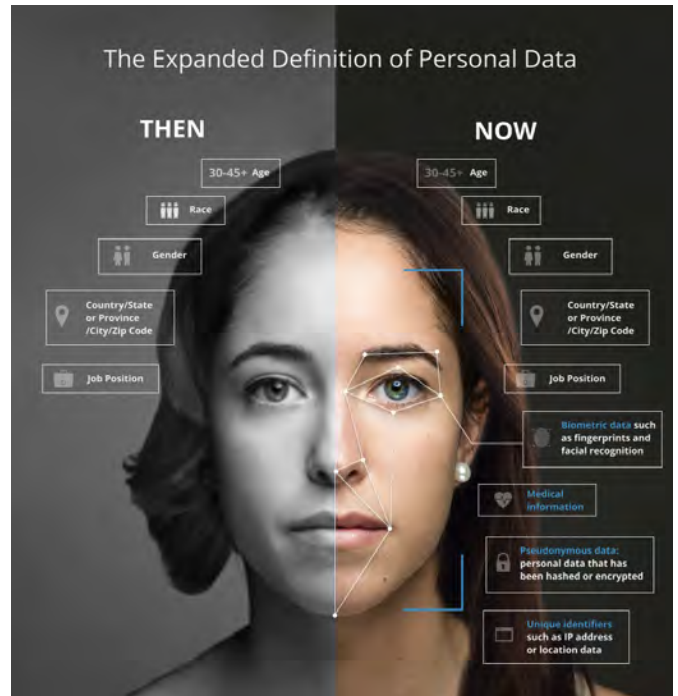 The Expanded Definition of Personal Data
THEN
30-45+ Age
Race
Gender
Country/State
or Province
/City/Zip Code
Job Position
NOW
30-45+ Age
Race
Gender
Country/State
or Province
/City/Zip Code
Job Position
Biometric data such
as fingerprints and
facial recognition
Medical
information
Pseudonymous data:
personal data that has
been hashed or encrypted
Unique identifiers
such as IP address
or location data